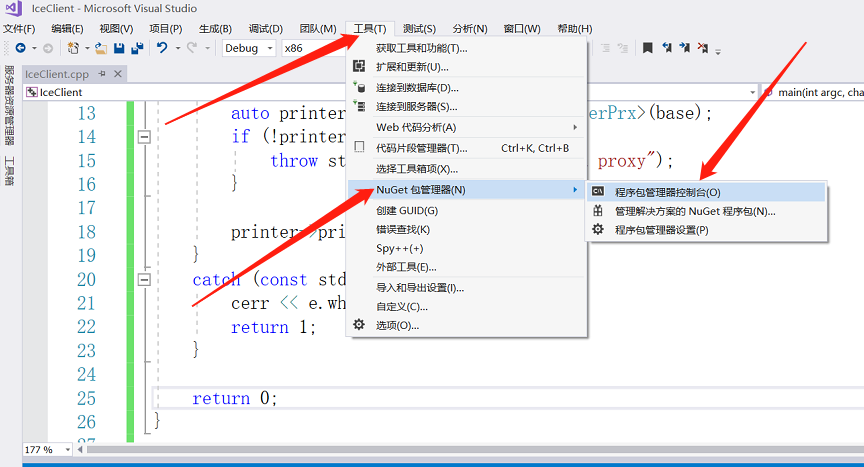 IceClient - Microsoft Visual Studio
文件(F) 编辑(E) 视图(V) 项目(P) 生成(B) 调试(D) 团队(M) 工具(T) 测试(S) 分析(N) 窗口(W) 帮助(H)
Debug x86
IceClient.cpp
IceClient main(int argc, cha
服务器资源管理器
工具箱
13 auto printer erPrx>(base);
14 if (!printer
15 throw st proxy");
16 }
17
18 printer->pri
19 }
20 catch (const std
21 cerr << e.wh
22 return 1;
23 }
24
25 return 0;
26 }
27
177 %
获取工具和功能(T)...
扩展和更新(U)...
连接到数据库(D)...
连接到服务器(S)...
Web 代码分析(A)
代码片段管理器(T)... Ctrl+K, Ctrl+B
选择工具箱项(X)...
NuGet 包管理器(N)
创建 GUID(G)
错误查找(K)
Spy++(+)
外部工具(E)...
导入和导出设置(I)...
自定义(C)...
选项(O)...
程序包管理器控制台(O)
管理解决方案的 NuGet 程序包(N)...
程序包管理器设置(P)